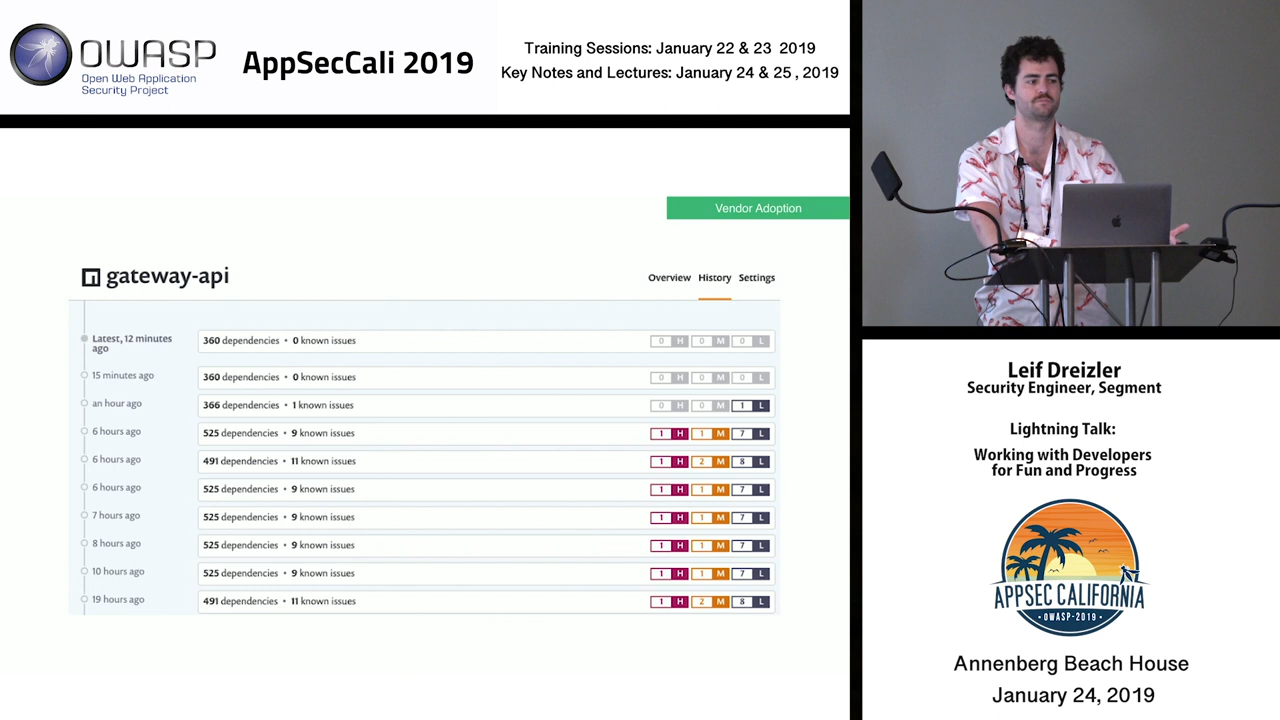 OWASP
Open Web Application
Security Project
AppSecCali 2019
Training Sessions: January 22 & 23 2019
Key Notes and Lectures: January 24 & 25 , 2019
Vendor Adoption
gateway-api
Overview History Settings
Latest, 12 minutes
ago
360 dependencies • 0 known issues 0 H 0 M 0 L
15 minutes ago 360 dependencies • 0 known issues 0 H 0 M 0 L
an hour ago 366 dependencies • 1 known issues 0 H 0 M 1 L
6 hours ago 525 dependencies • 9 known issues 1 H 1 M 7 L
6 hours ago 491 dependencies • 11 known issues 1 H 2 M 8 L
6 hours ago 525 dependencies • 9 known issues 1 H 1 M 7 L
7 hours ago 525 dependencies • 9 known issues 1 H 1 M 7 L
8 hours ago 525 dependencies • 9 known issues 1 H 1 M 7 L
10 hours ago 525 dependencies • 9 known issues 1 H 1 M 7 L
19 hours ago 491 dependencies • 11 known issues 1 H 2 M 8 L
Leif Dreizler
Security Engineer, Segment
Lightning Talk:
Working with Developers
for Fun and Progress
APPSEC CALIFORNIA
• OWASP-2019 •
Annenberg Beach House
January 24, 2019